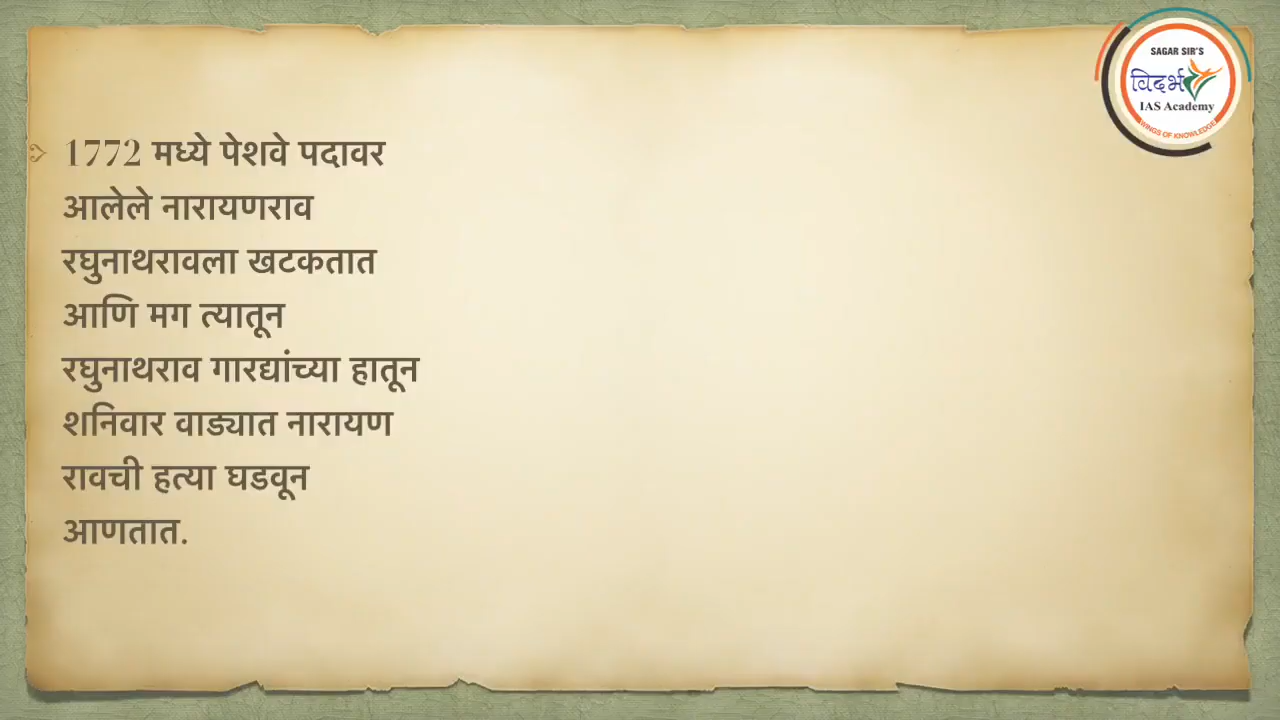 SAGAR SIR'S
विदर्भ
IAS Academy
WINGS OF KNOWLEDGE
1772 मध्ये पेशवे पदावर
आलेले नारायणराव
रघुनाथरावला खटकतात
आणि मग त्यातून
रघुनाथराव गारद्यांच्या हातून
शनिवार वाड्यात नारायण
रावची हत्या घडवून
आणतात.